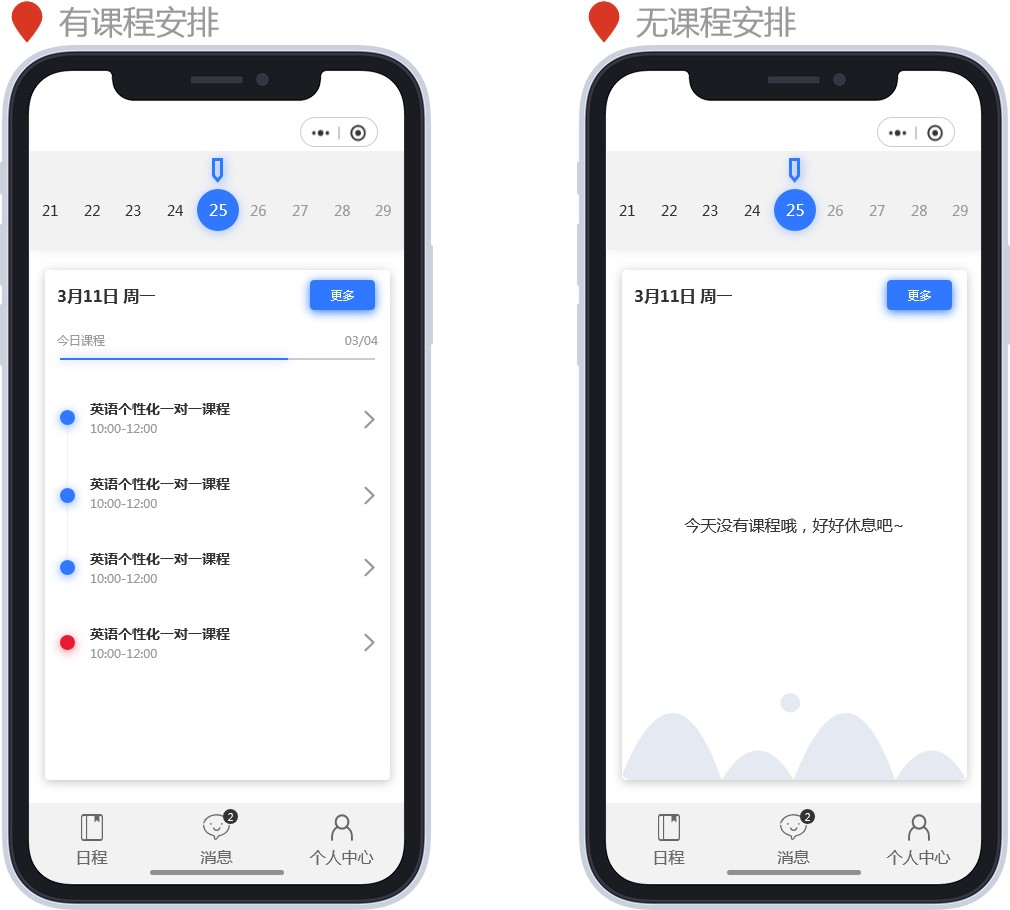 有课程安排
21 22 23 24 25 26 27 28 29
3月11日 周一 更多
今日课程 03/04
英语个性化一对一课程
10:00-12:00
英语个性化一对一课程
10:00-12:00
英语个性化一对一课程
10:00-12:00
英语个性化一对一课程
10:00-12:00
2
日程 消息 个人中心
无课程安排
21 22 23 24 25 26 27 28 29
3月11日 周一 更多
今天没有课程哦，好好休息吧~
2
日程 消息 个人中心